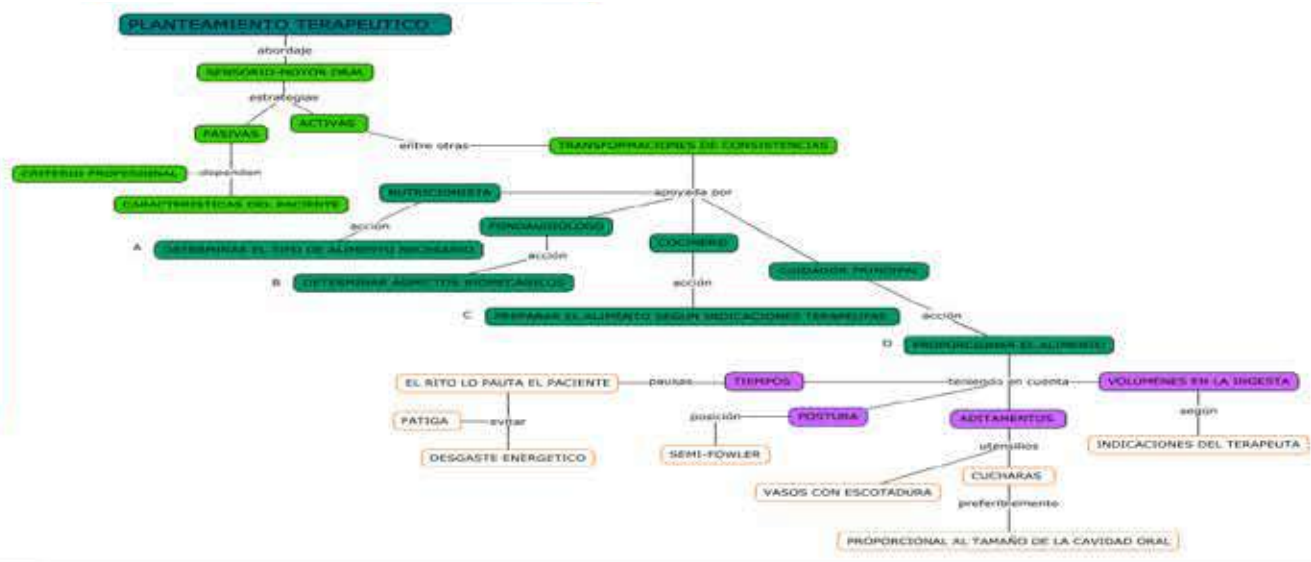 PLANTEAMIENTO TERAPEUTICO
abordaje
SENSORIO-MOTOR ORAL
estrategias
PASIVAS
ACTIVAS
entre otras
TRANSFORMACIONES DE CONSISTENCIAS
CRITERIO PROFESIONAL
dependen
CARACTERISTICAS DEL PACIENTE
NUTRICIONISTA
apoyada por
acción
FONOAUDIOLOGO
COCINERO
A
DETERMINAR EL TIPO DE ALIMENTO NECESARIO
acción
CUIDADOR PRINCIPAL
B
DETERMINAR ASPECTOS BIOMECANICOS
acción
C
PREPARAR EL ALIMENTO SEGUN INDICACIONES TERAPEUTAS
acción
D
PROPORCIONAR EL ALIMENTO
EL RITO LO PAUTA EL PACIENTE
pausas
TIEMPOS
teniendo en cuenta
VOLUMENES EN LA INGESTA
FATIGA
evitar
posición
POSTURA
ADITAMENTOS
según
DESGASTE ENERGETICO
SEMI-FOWLER
utensilios
INDICACIONES DEL TERAPEUTA
VASOS CON ESCOTADURA
CUCHARAS
preferiblemente
PROPORCIONAL AL TAMAÑO DE LA CAVIDAD ORAL